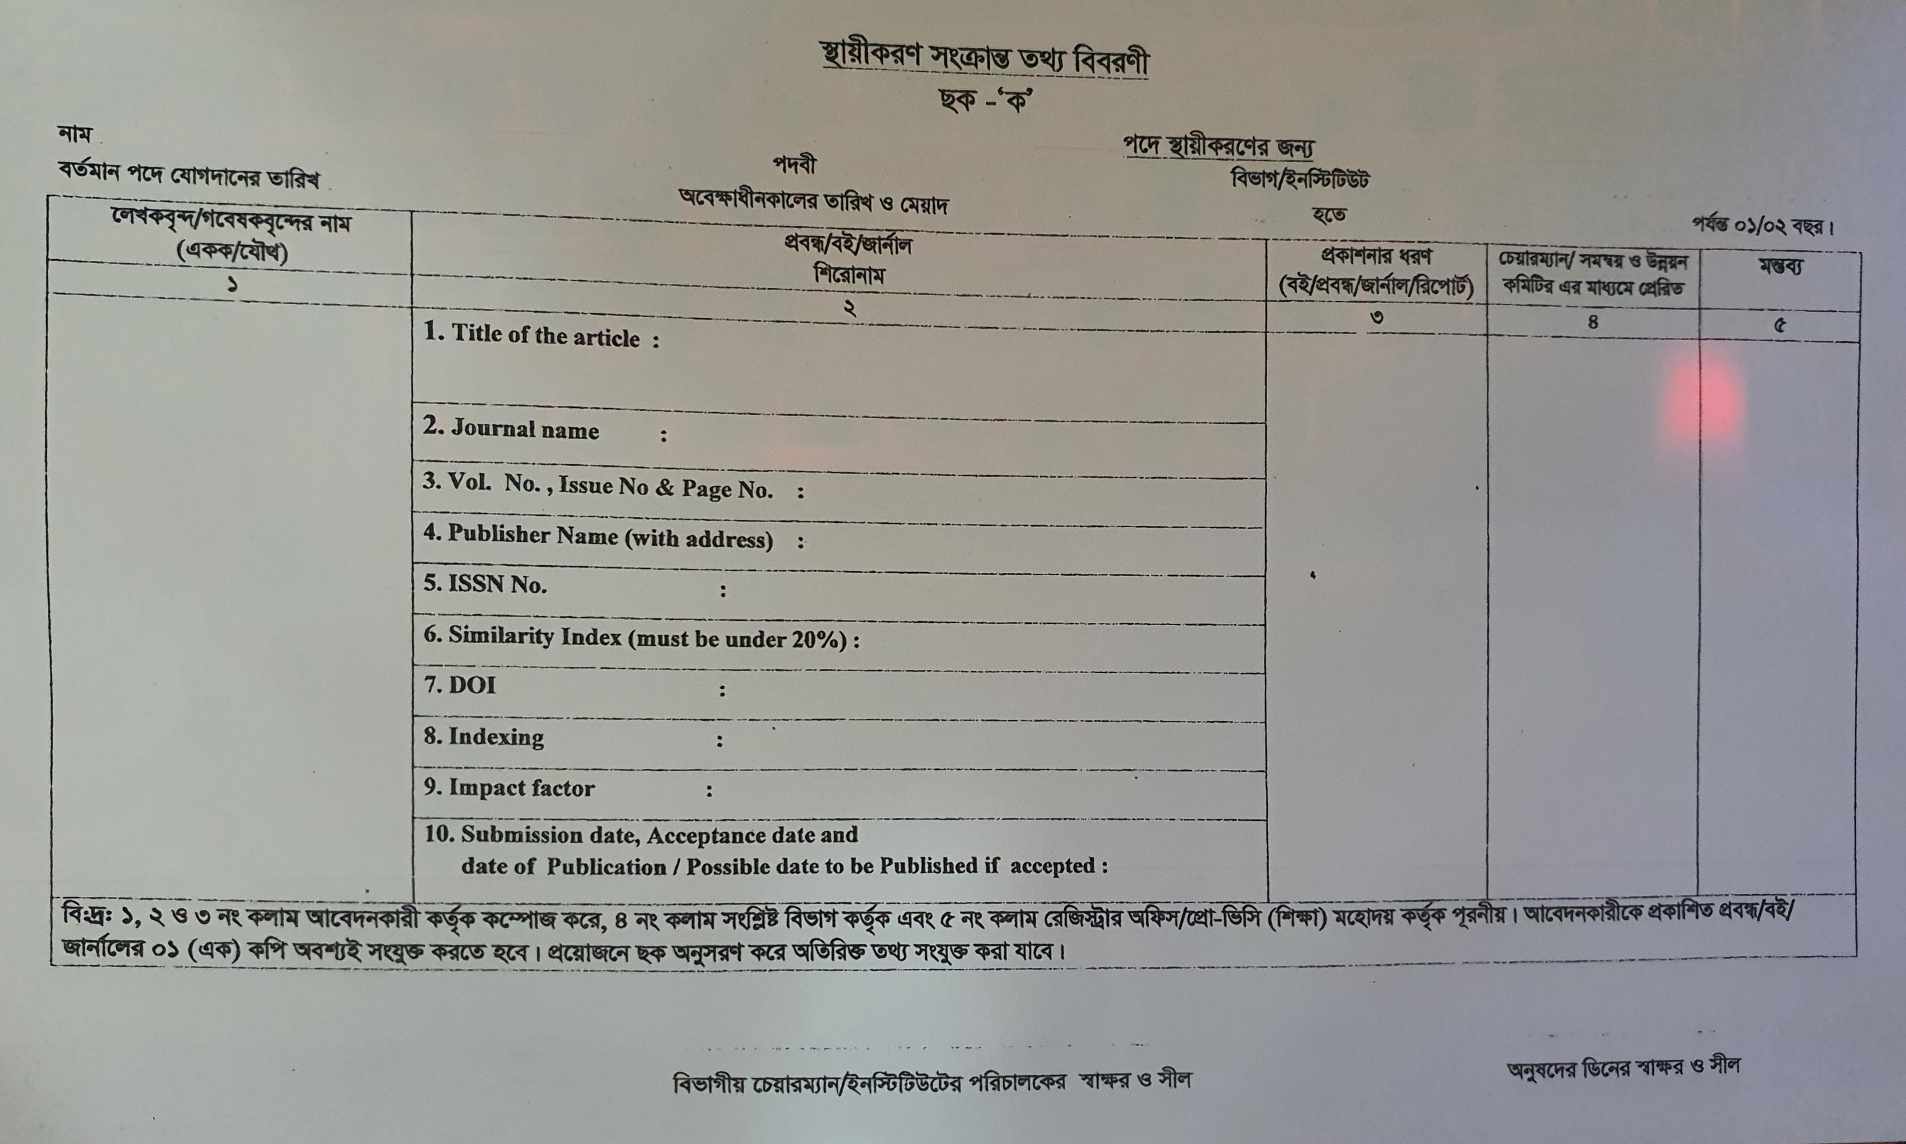 স্থায়ীকরণ সংক্রান্ত তথ্য বিবরণী
ছক -‘ক’
পদে স্থায়ীকরণের জন্য
নাম
পদবী
বিভাগ/ইনস্টিটিউট
বর্তমান পদে যোগদানের তারিখ
অবেক্ষাধীনকালের তারিখ ও মেয়াদ
হতে
পর্যন্ত ০১/০২ বছর।
লেখকবৃন্দ/গবেষকবৃন্দের নাম
(একক/যৌথ)
প্রবন্ধ/বই/জার্নাল
শিরোনাম
প্রকাশনার ধরণ
(বই/প্রবন্ধ/জার্নাল/রিপোর্ট)
চেয়ারম্যান/ সমন্বয় ও উন্নয়ন
কমিটির এর মাধ্যমে প্রেরিত
মন্তব্য
১
২
৩
৪
৫
1. Title of the article :
2. Journal name :
3. Vol. No. , Issue No & Page No. :
4. Publisher Name (with address) :
5. ISSN No. :
6. Similarity Index (must be under 20%) :
7. DOI :
8. Indexing :
9. Impact factor :
10. Submission date, Acceptance date and
date of Publication / Possible date to be Published if accepted :
বি:দ্র: ১, ২ ও ৩ নং কলাম আবেদনকারী কর্তৃক কম্পোজ করে, ৪ নং কলাম সংশ্লিষ্ট বিভাগ কর্তৃক এবং ৫ নং কলাম রেজিস্ট্রার অফিস/প্রো-ভিসি (শিক্ষা) মহোদয় কর্তৃক পূরনীয়। আবেদনকারীকে প্রকাশিত প্রবন্ধ/বই/
জার্নালের ০১ (এক) কপি অবশ্যই সংযুক্ত করতে হবে। প্রয়োজনে ছক অনুসরণ করে অতিরিক্ত তথ্য সংযুক্ত করা যাবে।
বিভাগীয় চেয়ারম্যান/ইনস্টিটিউটের পরিচালকের স্বাক্ষর ও সীল
অনুষদের ডিনের স্বাক্ষর ও সীল